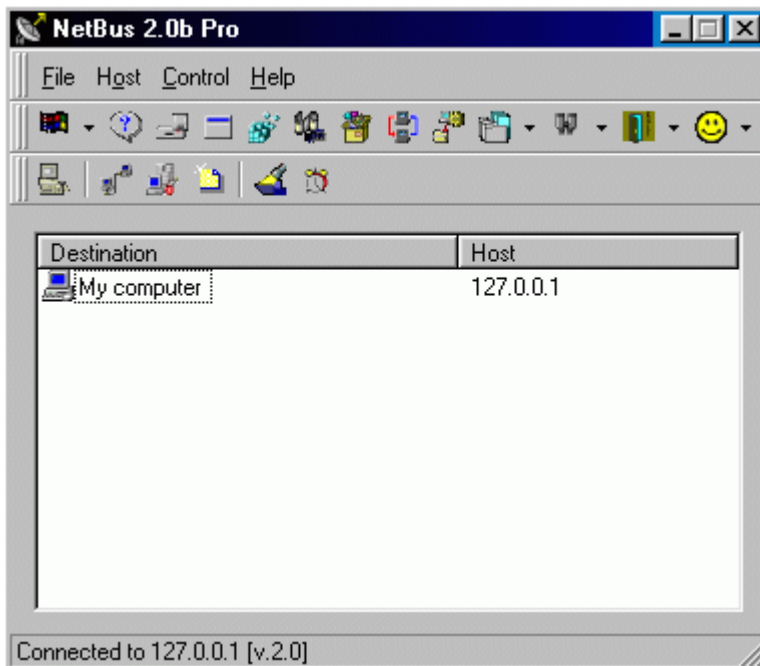 NetBus 2.0b Pro
File Host Control Help
Destination Host
My computer 127.0.0.1
Connected to 127.0.0.1 [v.2.0]